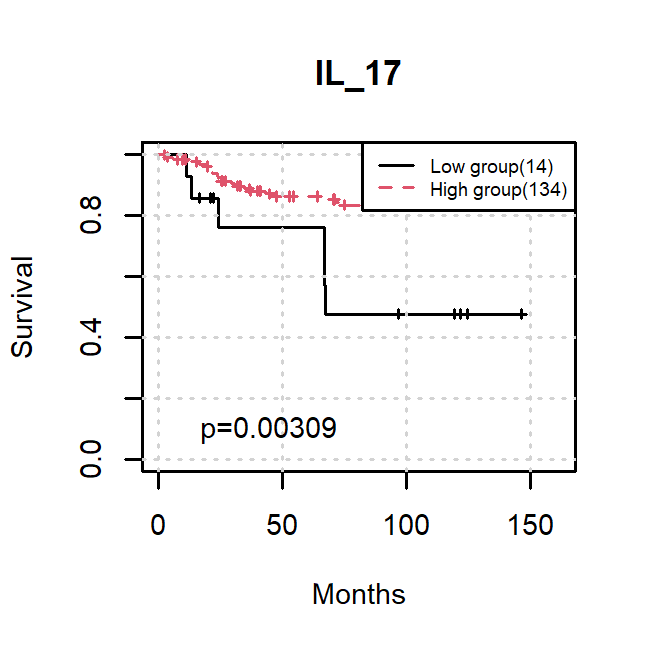 IL_17
Low group(14)
High group(134)
Survival
0.8
0.4
0.0
p=0.00309
0 50 100 150
Months